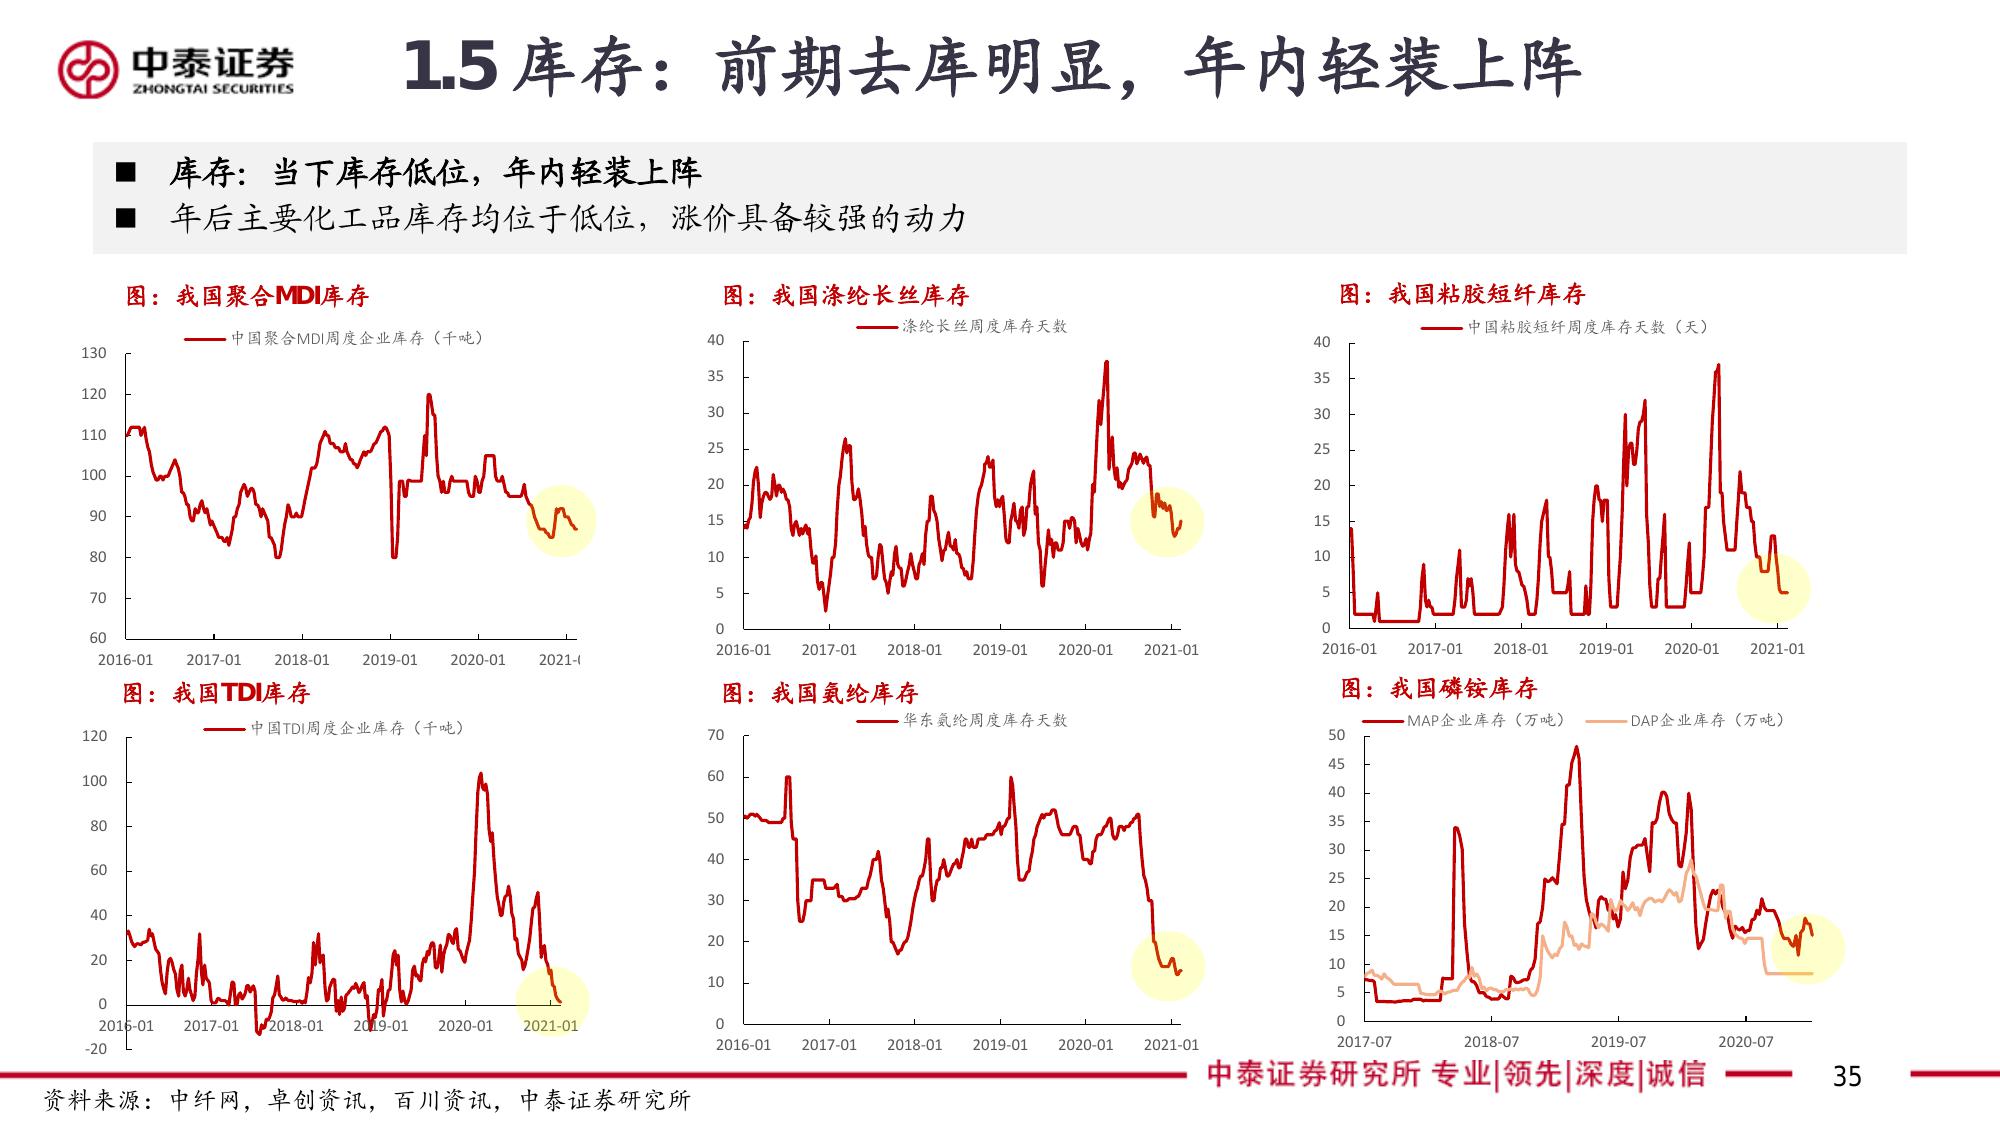 中泰证券
ZHONGTAI SECURITIES
1.5 库存：前期去库明显，年内轻装上阵
■ 库存：当下库存低位，年内轻装上阵
■ 年后主要化工品库存均位于低位，涨价具备较强的动力
图：我国聚合MDI库存
中国聚合MDI周度企业库存（千吨）
130
120
110
100
90
80
70
60
2016-01 2017-01 2018-01 2019-01 2020-01 2021-0
图：我国涤纶长丝库存
涤纶长丝周度库存天数
40
35
30
25
20
15
10
5
0
2016-01 2017-01 2018-01 2019-01 2020-01 2021-01
图：我国粘胶短纤库存
中国粘胶短纤周度库存天数（天）
40
35
30
25
20
15
10
5
0
2016-01 2017-01 2018-01 2019-01 2020-01 2021-01
图：我国TDI库存
中国TDI周度企业库存（千吨）
120
100
80
60
40
20
0
-20
2016-01 2017-01 2018-01 2019-01 2020-01 2021-01
图：我国氨纶库存
华东氨纶周度库存天数
70
60
50
40
30
20
10
0
2016-01 2017-01 2018-01 2019-01 2020-01 2021-01
图：我国磷铵库存
MAP企业库存（万吨） DAP企业库存（万吨）
50
45
40
35
30
25
20
15
10
5
0
2017-07 2018-07 2019-07 2020-07
中泰证券研究所 专业|领先|深度|诚信
35
资料来源：中纤网，卓创资讯，百川资讯，中泰证券研究所